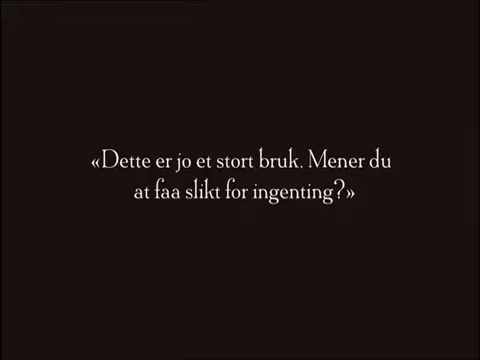 «Dette er jo et stort bruk. Mener du
at faa slikt for ingenting?»